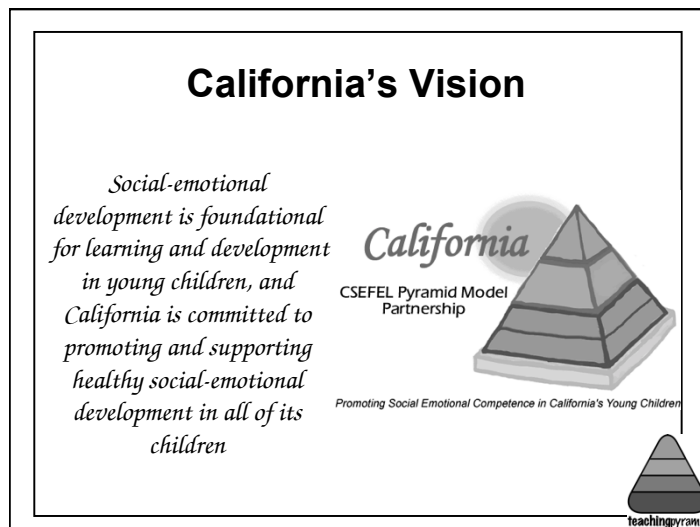 California's Vision
Social-emotional
development is foundational
for learning and development
in young children, and
California is committed to
promoting and supporting
healthy social-emotional
development in all of its
children
California
CSEFEL Pyramid Model
Partnership
Promoting Social Emotional Competence in California's Young Children